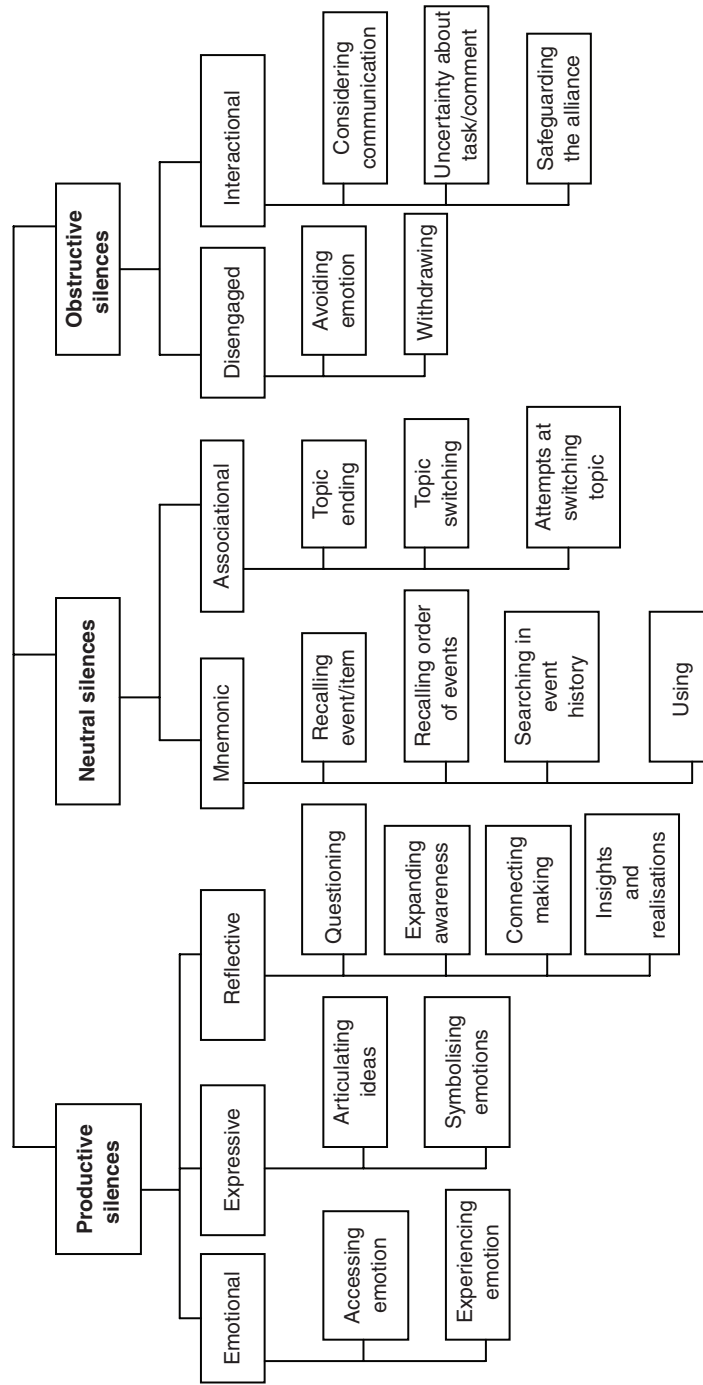 Productive
silences
Emotional
Accessing
emotion
Experiencing
emotion
Expressive
Articulating
ideas
Symbolising
emotions
Reflective
Questioning
Expanding
awareness
Connecting
making
Insights
and
realisations
Neutral silences
Mnemonic
Recalling
event/item
Recalling order
of events
Searching in
event
history
Using
Associational
Topic
ending
Topic
switching
Attempts at
switching
topic
Obstructive
silences
Disengaged
Avoiding
emotion
Withdrawing
Interactional
Considering
communication
Uncertainty about
task/comment
Safeguarding
the alliance